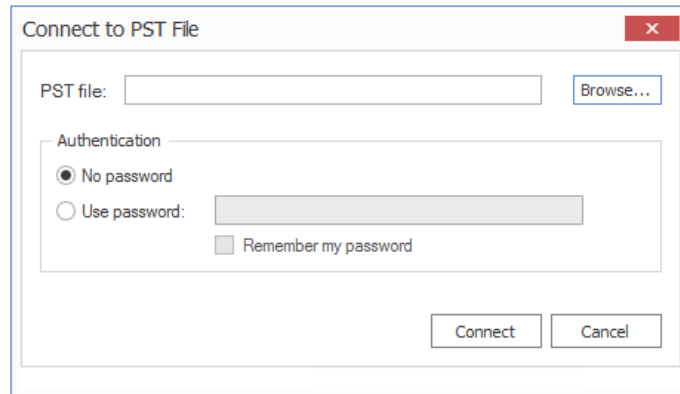 Connect to PST File
PST file: Browse...
Authentication
No password
Use password:
Remember my password
Connect Cancel